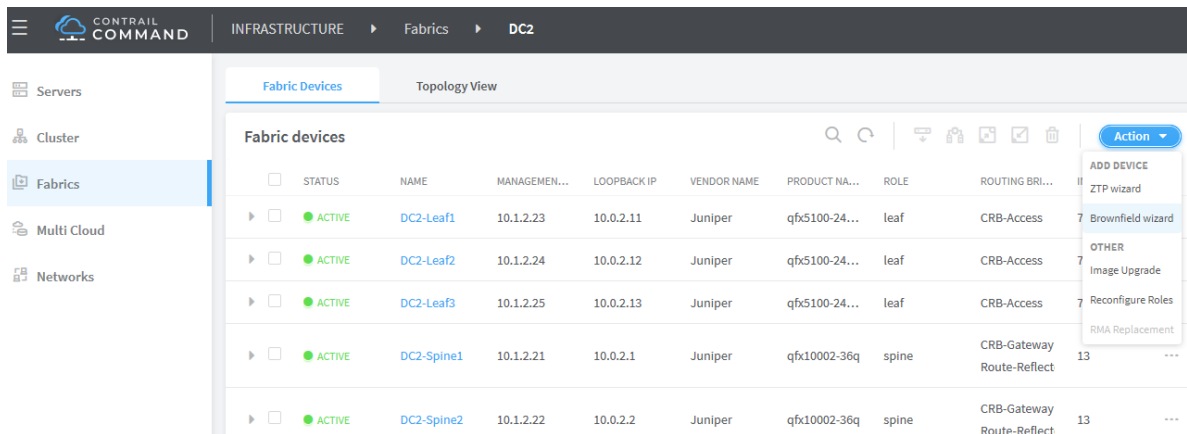 CONTRAIL
COMMAND
INFRASTRUCTURE ▸ Fabrics ▸ DC2
Servers
Cluster
Fabrics
Multi Cloud
Networks
Fabric Devices Topology View
Fabric devices
Action
ADD DEVICE
ZTP wizard
Brownfield wizard
OTHER
Image Upgrade
Reconfigure Roles
RMA Replacement
STATUS NAME MANAGEMEN... LOOPBACK IP VENDOR NAME PRODUCT NA... ROLE ROUTING BRI...
ACTIVE DC2-Leaf1 10.1.2.23 10.0.2.11 Juniper qfx5100-24... leaf CRB-Access 7
ACTIVE DC2-Leaf2 10.1.2.24 10.0.2.12 Juniper qfx5100-24... leaf CRB-Access 7
ACTIVE DC2-Leaf3 10.1.2.25 10.0.2.13 Juniper qfx5100-24... leaf CRB-Access 7
ACTIVE DC2-Spine1 10.1.2.21 10.0.2.1 Juniper qfx10002-36q spine CRB-Gateway 13 ...
Route-Reflect
ACTIVE DC2-Spine2 10.1.2.22 10.0.2.2 Juniper qfx10002-36q spine CRB-Gateway 13 ...
Route-Reflect